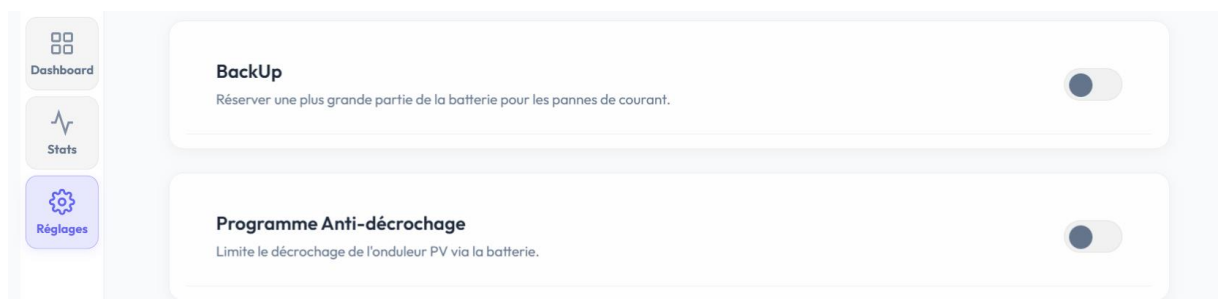 Dashboard
Stats
Réglages
BackUp
Réserver une plus grande partie de la batterie pour les pannes de courant.
Programme Anti-décrochage
Limite le décrochage de l'onduleur PV via la batterie.